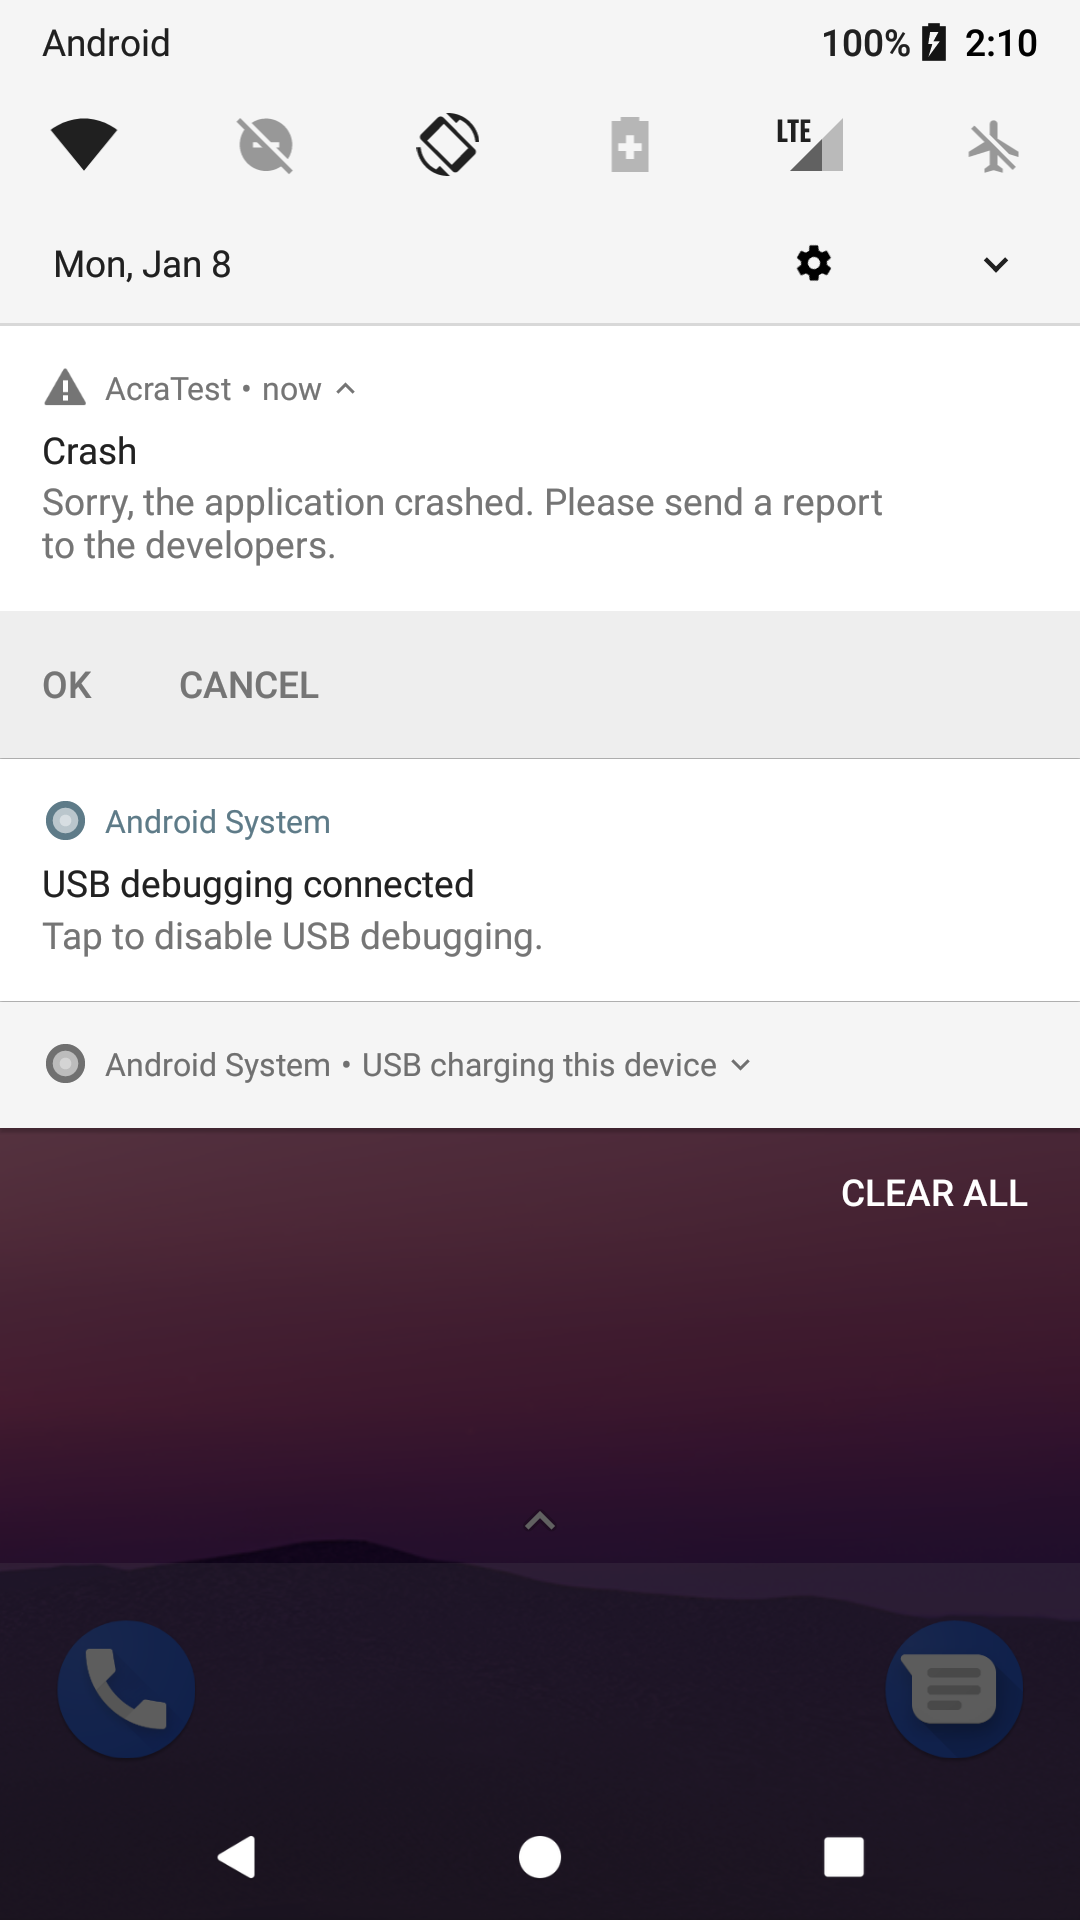 Android 100% 2:10
LTE
Mon, Jan 8
AcraTest • now
Crash
Sorry, the application crashed. Please send a report
to the developers.
OK CANCEL
Android System
USB debugging connected
Tap to disable USB debugging.
Android System • USB charging this device
CLEAR ALL